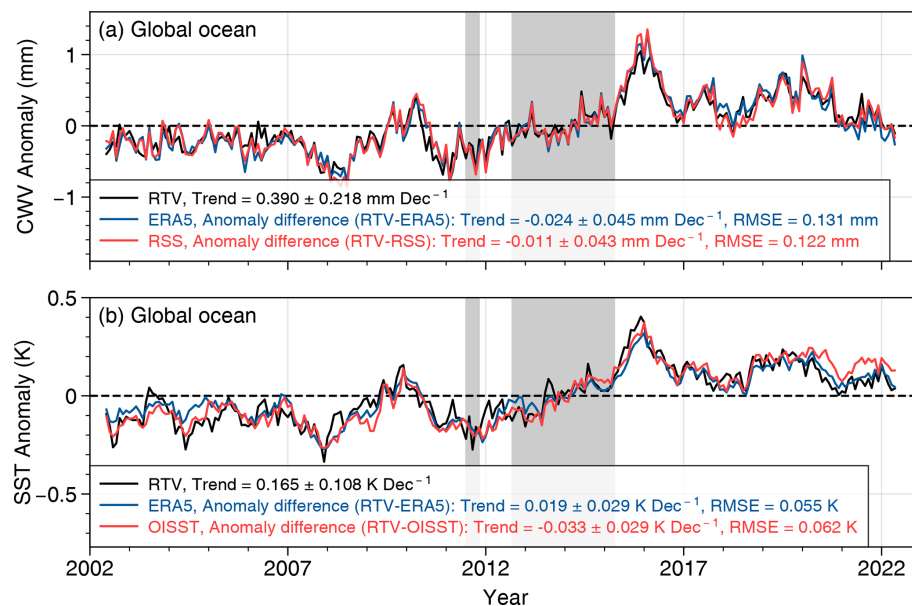 (a) Global ocean
1
0
−1
CWV Anomaly (mm)
RTV, Trend = 0.390 ± 0.218 mm Dec⁻¹
ERA5, Anomaly difference (RTV-ERA5): Trend = -0.024 ± 0.045 mm Dec⁻¹, RMSE = 0.131 mm
RSS, Anomaly difference (RTV-RSS): Trend = -0.011 ± 0.043 mm Dec⁻¹, RMSE = 0.122 mm
(b) Global ocean
0.5
0
−0.5
SST Anomaly (K)
RTV, Trend = 0.165 ± 0.108 K Dec⁻¹
ERA5, Anomaly difference (RTV-ERA5): Trend = 0.019 ± 0.029 K Dec⁻¹, RMSE = 0.055 K
OISST, Anomaly difference (RTV-OISST): Trend = -0.033 ± 0.029 K Dec⁻¹, RMSE = 0.062 K
2002 2007 2012 2017 2022
Year